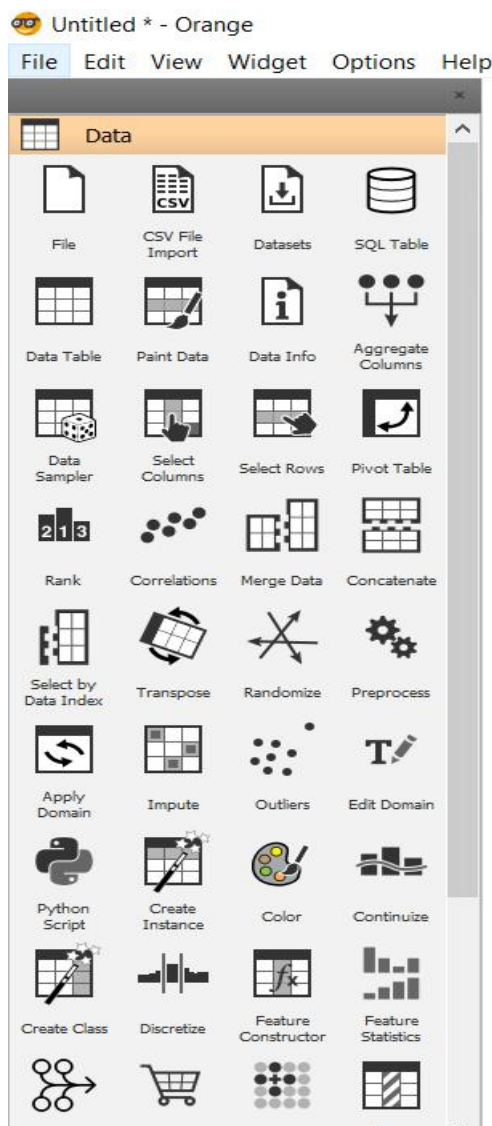 Untitled * - Orange
File Edit View Widget Options Help
Data
CSV
File
CSV File
Import
Datasets
SQL Table
i
Data Table
Paint Data
Data Info
Aggregate
Columns
Data
Sampler
Select
Columns
Select Rows
Pivot Table
2 1 3
Rank
Correlations
Merge Data
Concatenate
Select by
Data Index
Transpose
Randomize
Preprocess
T
Apply
Domain
Impute
Outliers
Edit Domain
Python
Script
Create
Instance
Color
Continuize
fx
Create Class
Discretize
Feature
Constructor
Feature
Statistics